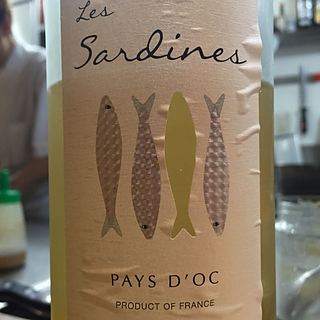 Les
Sardines
PAYS D'OC
PRODUCT OF FRANCE